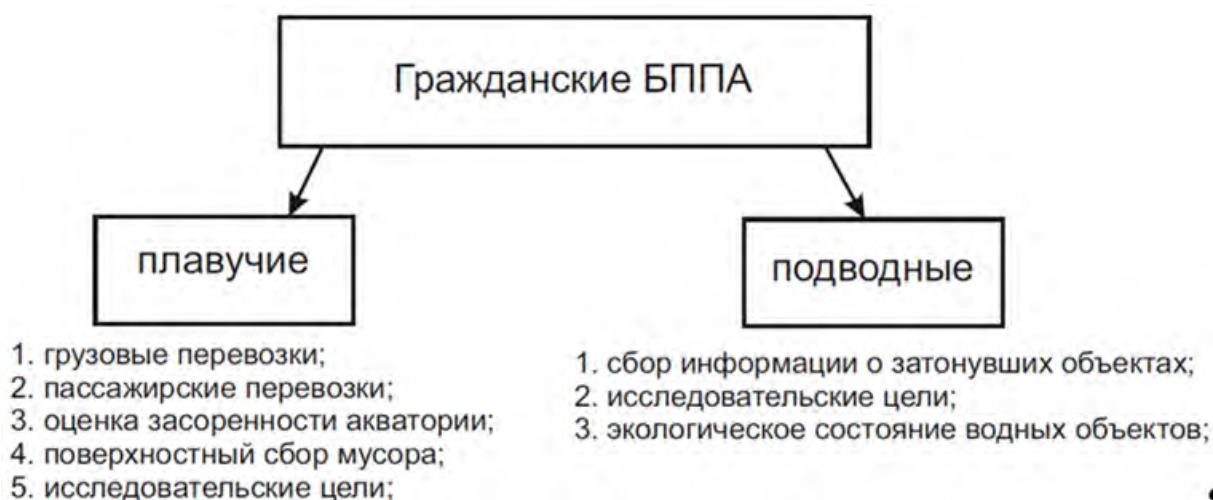 Гражданские БППА
плавучие
1. грузовые перевозки;
2. пассажирские перевозки;
3. оценка засоренности акватории;
4. поверхностный сбор мусора;
5. исследовательские цели;
подводные
1. сбор информации о затонувших объектах;
2. исследовательские цели;
3. экологическое состояние водных объектов;